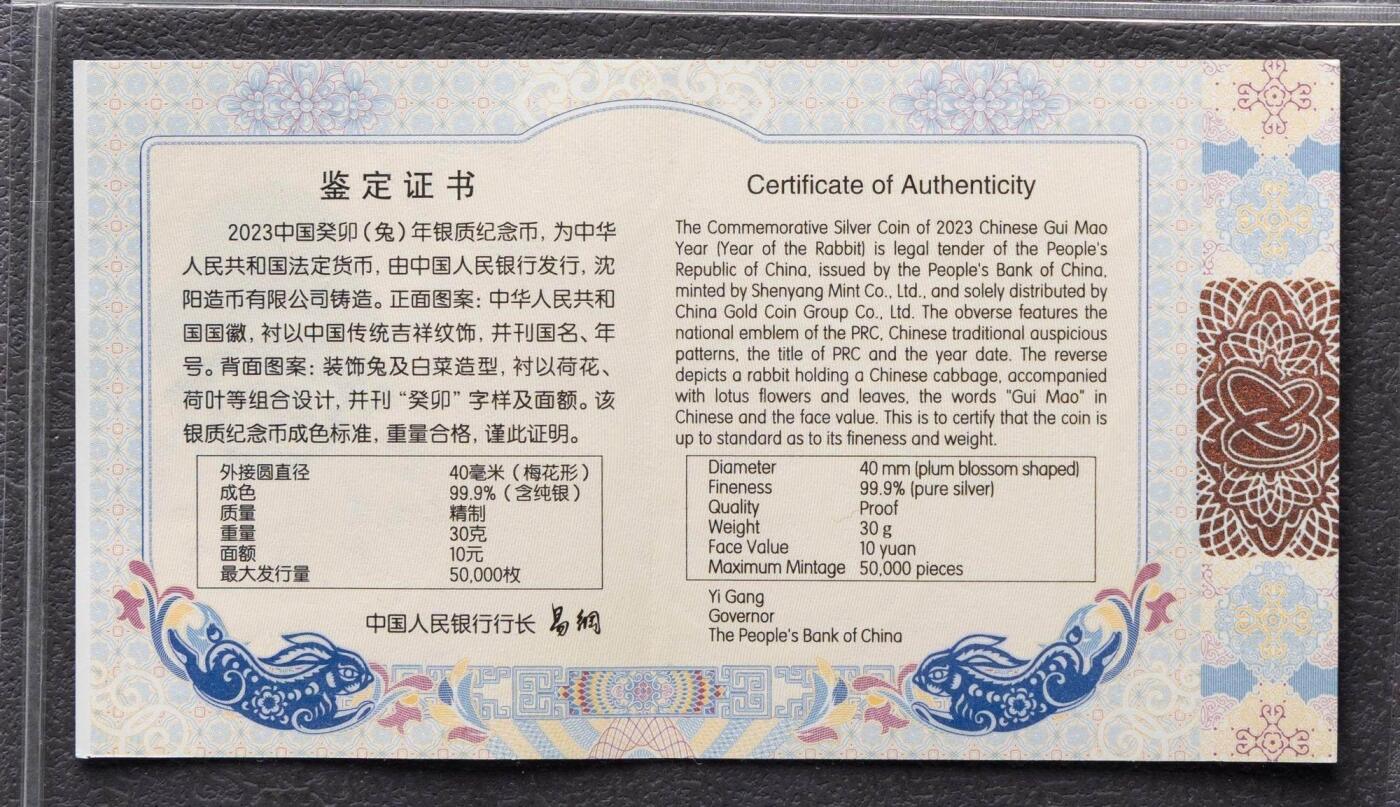 鉴定证书
2023中国癸卯（兔）年银质纪念币，为中华
人民共和国法定货币，由中国人民银行发行，沈
阳造币有限公司铸造。正面图案：中华人民共和
国国徽，衬以中国传统吉祥纹饰，并刊国名、年
号。背面图案：装饰兔及白菜造型，衬以荷花、
荷叶等组合设计，并刊“癸卯”字样及面额。该
银质纪念币成色标准，重量合格，谨此证明。
外接圆直径 40毫米（梅花形）
成色 99.9%（含纯银）
质量 精制
重量 30克
面额 10元
最大发行量 50,000枚
中国人民银行行长 易纲
Certificate of Authenticity
The Commemorative Silver Coin of 2023 Chinese Gui Mao
Year (Year of the Rabbit) is legal tender of the People's
Republic of China, issued by the People's Bank of China,
minted by Shenyang Mint Co., Ltd., and solely distributed by
China Gold Coin Group Co., Ltd. The obverse features the
national emblem of the PRC, Chinese traditional auspicious
patterns, the title of PRC and the year date. The reverse
depicts a rabbit holding a Chinese cabbage, accompanied
with lotus flowers and leaves, the words "Gui Mao" in
Chinese and the face value. This is to certify that the coin is
up to standard as to its fineness and weight.
Diameter 40 mm (plum blossom shaped)
Fineness 99.9% (pure silver)
Quality Proof
Weight 30 g
Face Value 10 yuan
Maximum Mintage 50,000 pieces
Yi Gang
Governor
The People's Bank of China